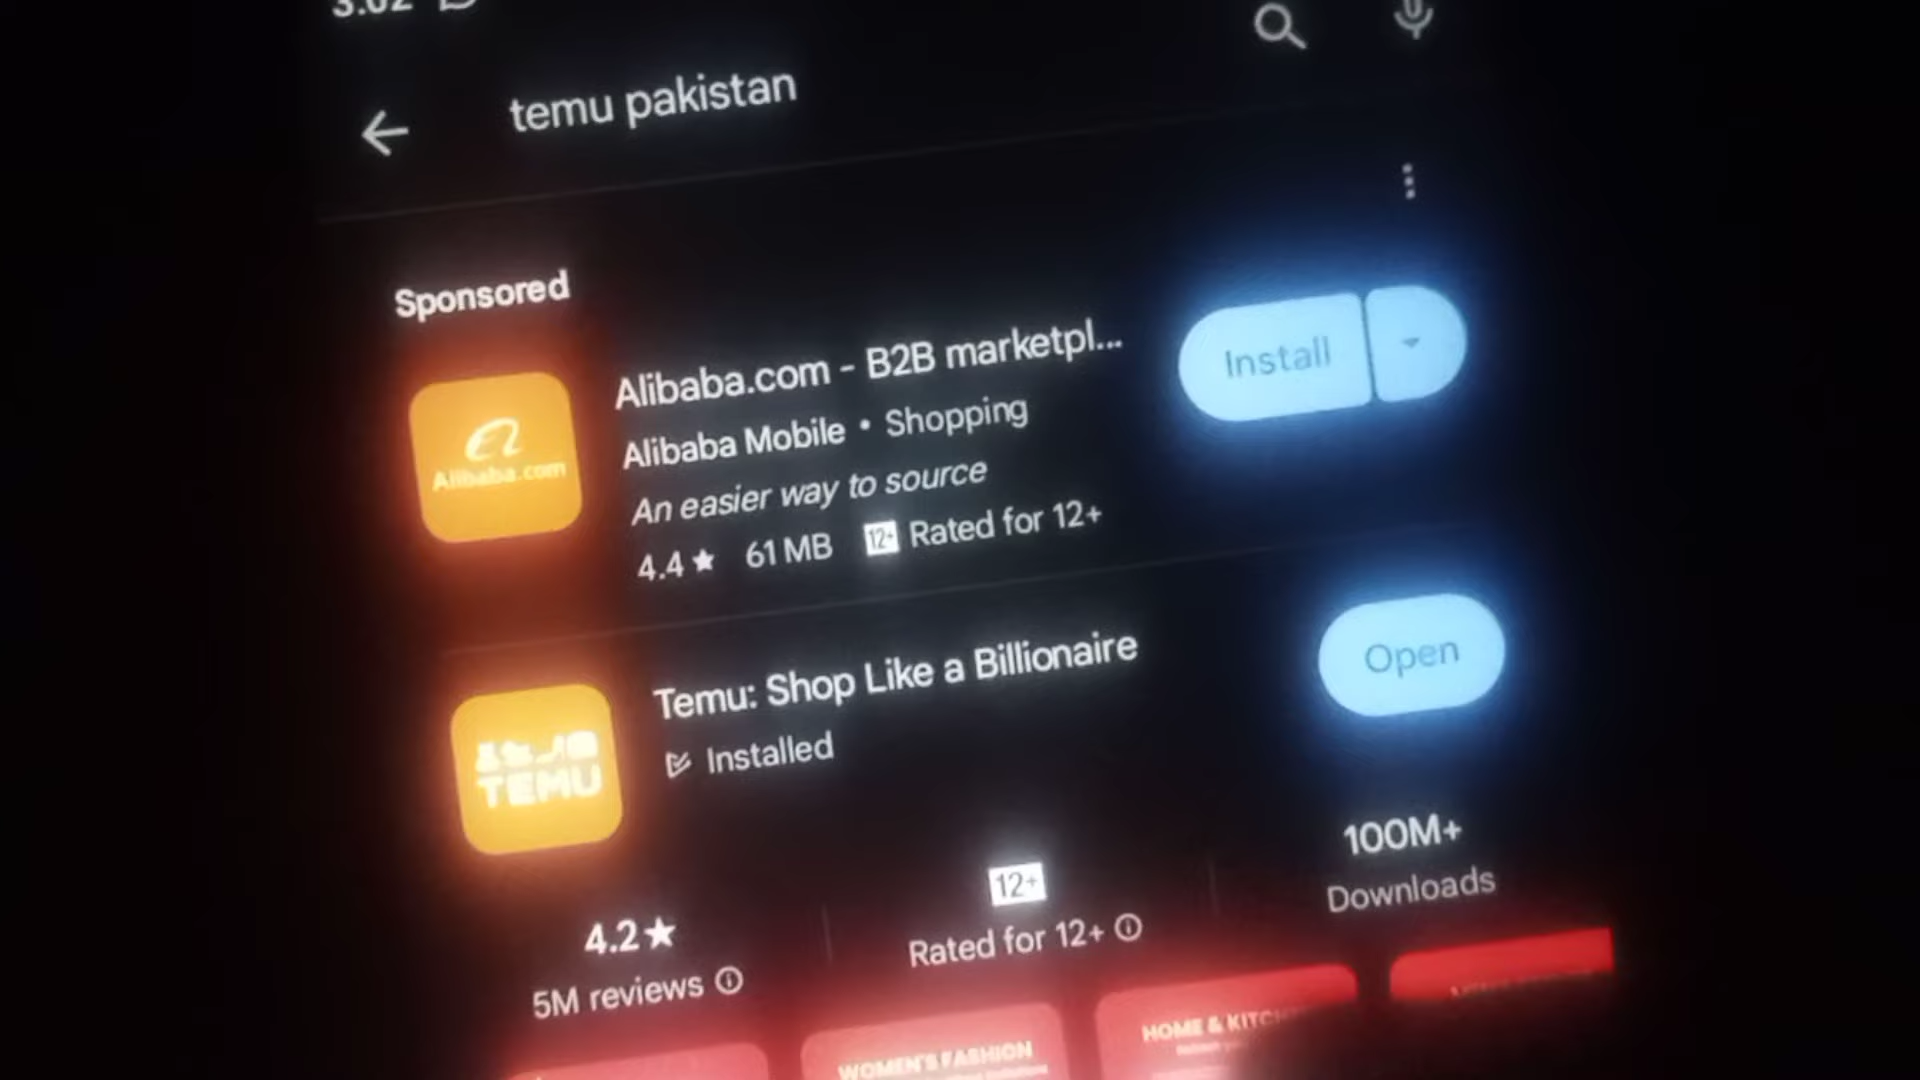 temu pakistan
Sponsored
Alibaba.com - B2B marketpl...
Alibaba Mobile • Shopping
An easier way to source
4.4 ★ 61 MB 12+ Rated for 12+
Install
Alibaba.com
Temu: Shop Like a Billionaire
Installed
Open
TEMU
4.2 ★
5M reviews
12+
Rated for 12+
100M+
Downloads
WOMEN'S FASHION
HOME & KITCH